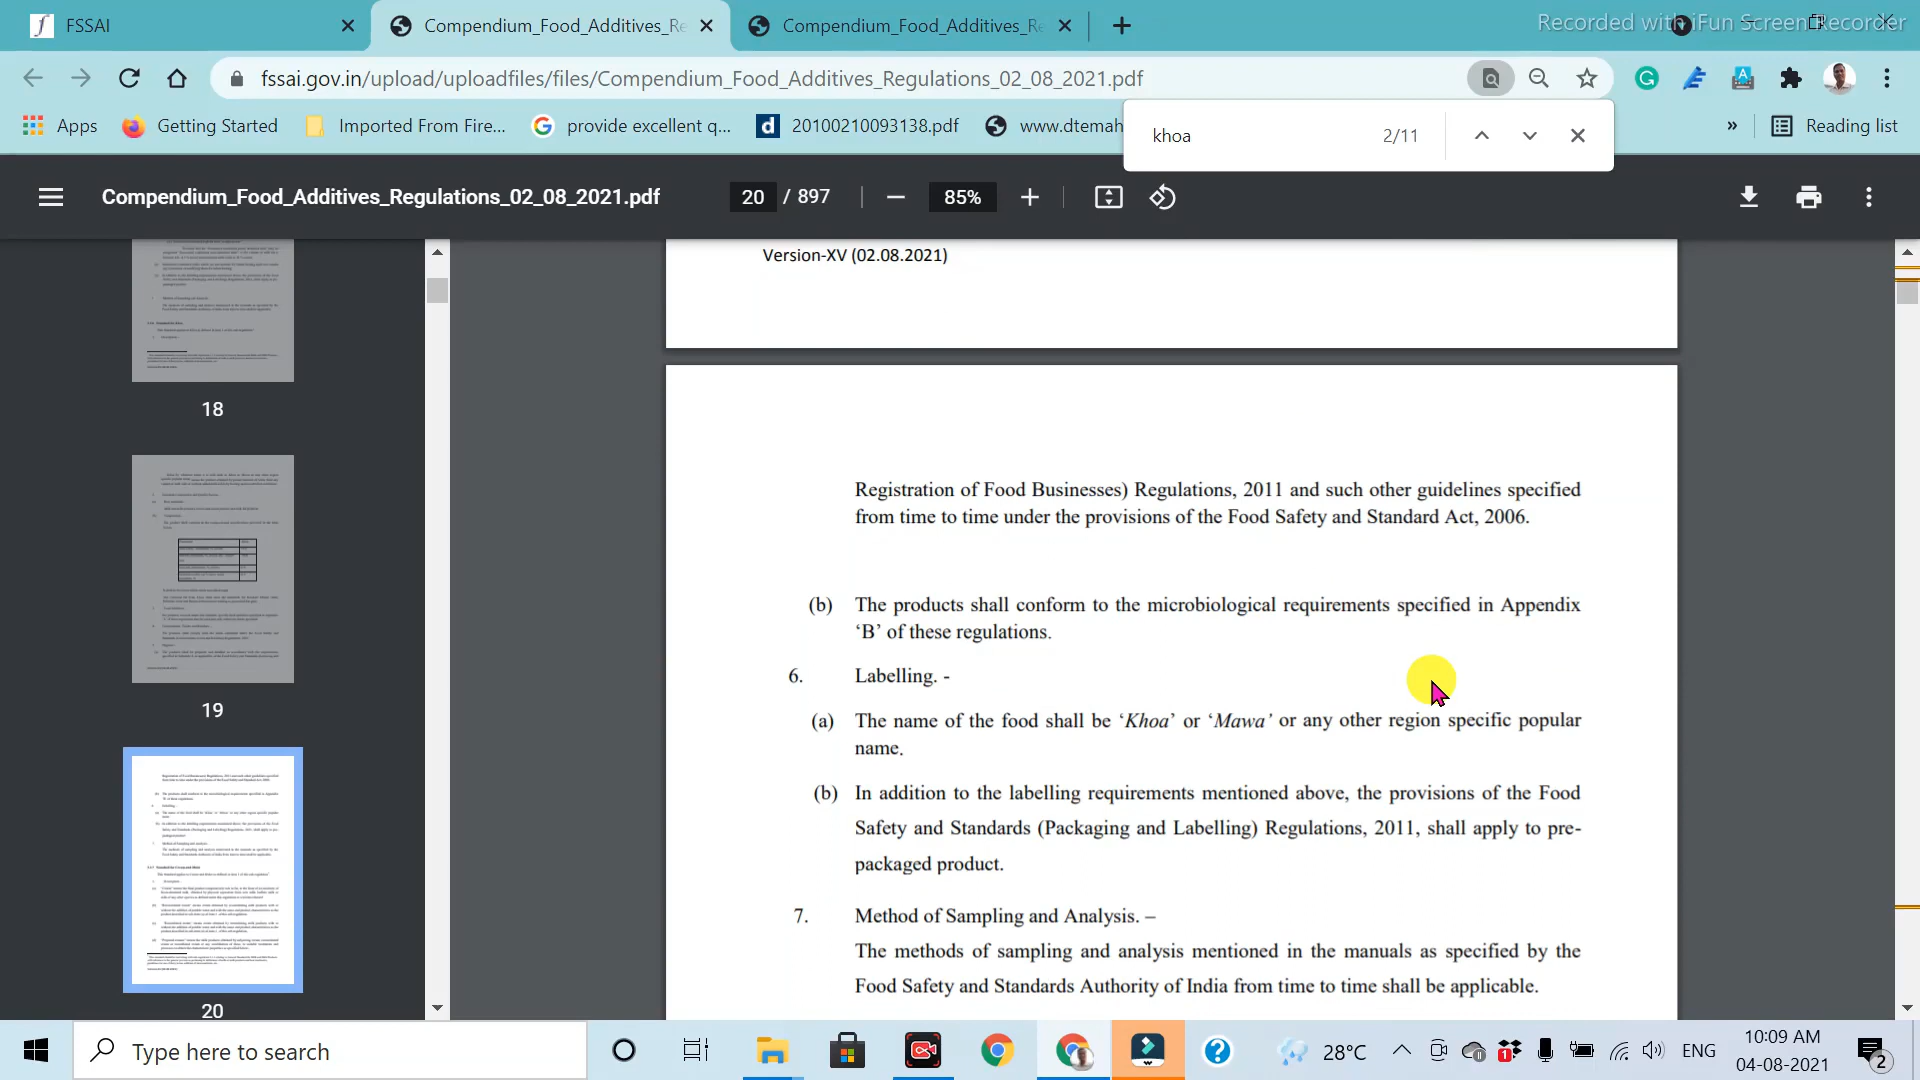 FSSAI
Compendium_Food_Additives_Re
Compendium_Food_Additives_Re
Recorded with iFun Screen Recorder
fssai.gov.in/upload/uploadfiles/files/Compendium_Food_Additives_Regulations_02_08_2021.pdf
Apps
Getting Started
Imported From Fire...
provide excellent q...
20100210093138.pdf
www.dtemah
khoa
2/11
»
Reading list
Compendium_Food_Additives_Regulations_02_08_2021.pdf
20 / 897
85%
Version-XV (02.08.2021)
18
19
20
Registration of Food Businesses) Regulations, 2011 and such other guidelines specified
from time to time under the provisions of the Food Safety and Standard Act, 2006.
(b) The products shall conform to the microbiological requirements specified in Appendix
‘B’ of these regulations.
6. Labelling. -
(a) The name of the food shall be ‘Khoa’ or ‘Mawa’ or any other region specific popular
name.
(b) In addition to the labelling requirements mentioned above, the provisions of the Food
Safety and Standards (Packaging and Labelling) Regulations, 2011, shall apply to pre-
packaged product.
7. Method of Sampling and Analysis. –
The methods of sampling and analysis mentioned in the manuals as specified by the
Food Safety and Standards Authority of India from time to time shall be applicable.
Type here to search
28°C
ENG
10:09 AM
04-08-2021
2